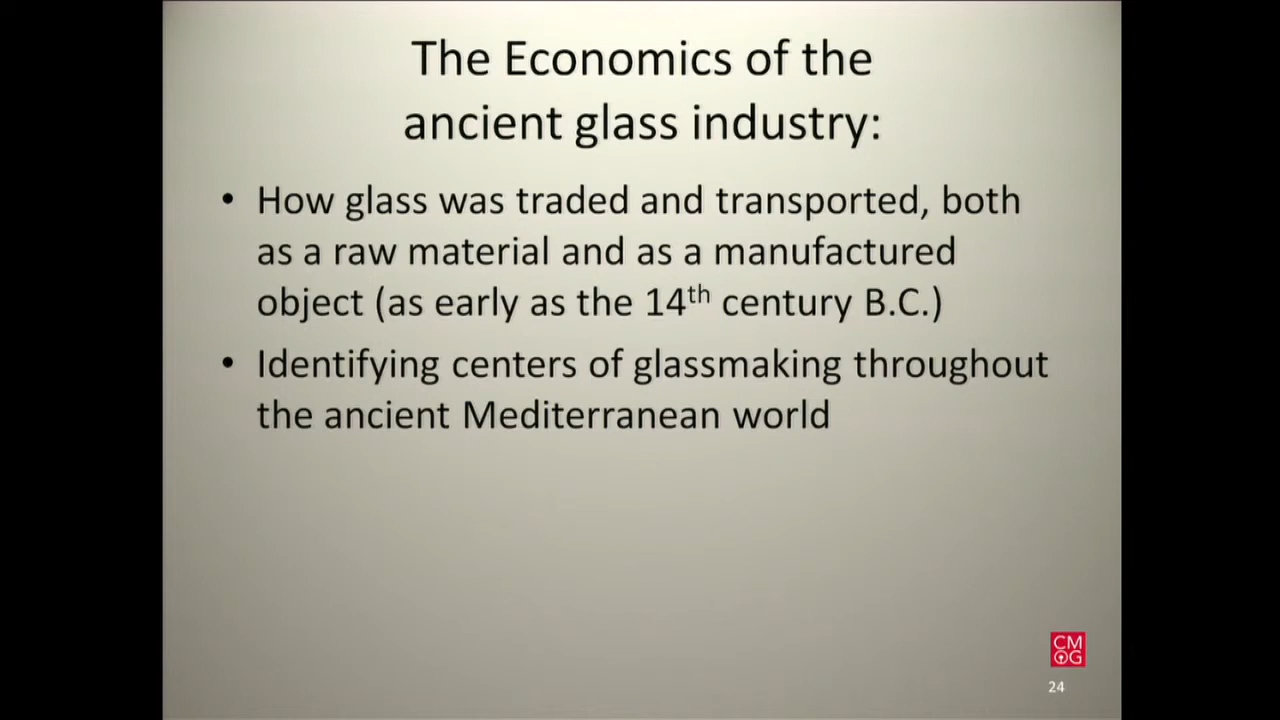 The Economics of the
ancient glass industry:
• How glass was traded and transported, both
as a raw material and as a manufactured
object (as early as the 14th century B.C.)
• Identifying centers of glassmaking throughout
the ancient Mediterranean world
CM
OG
24